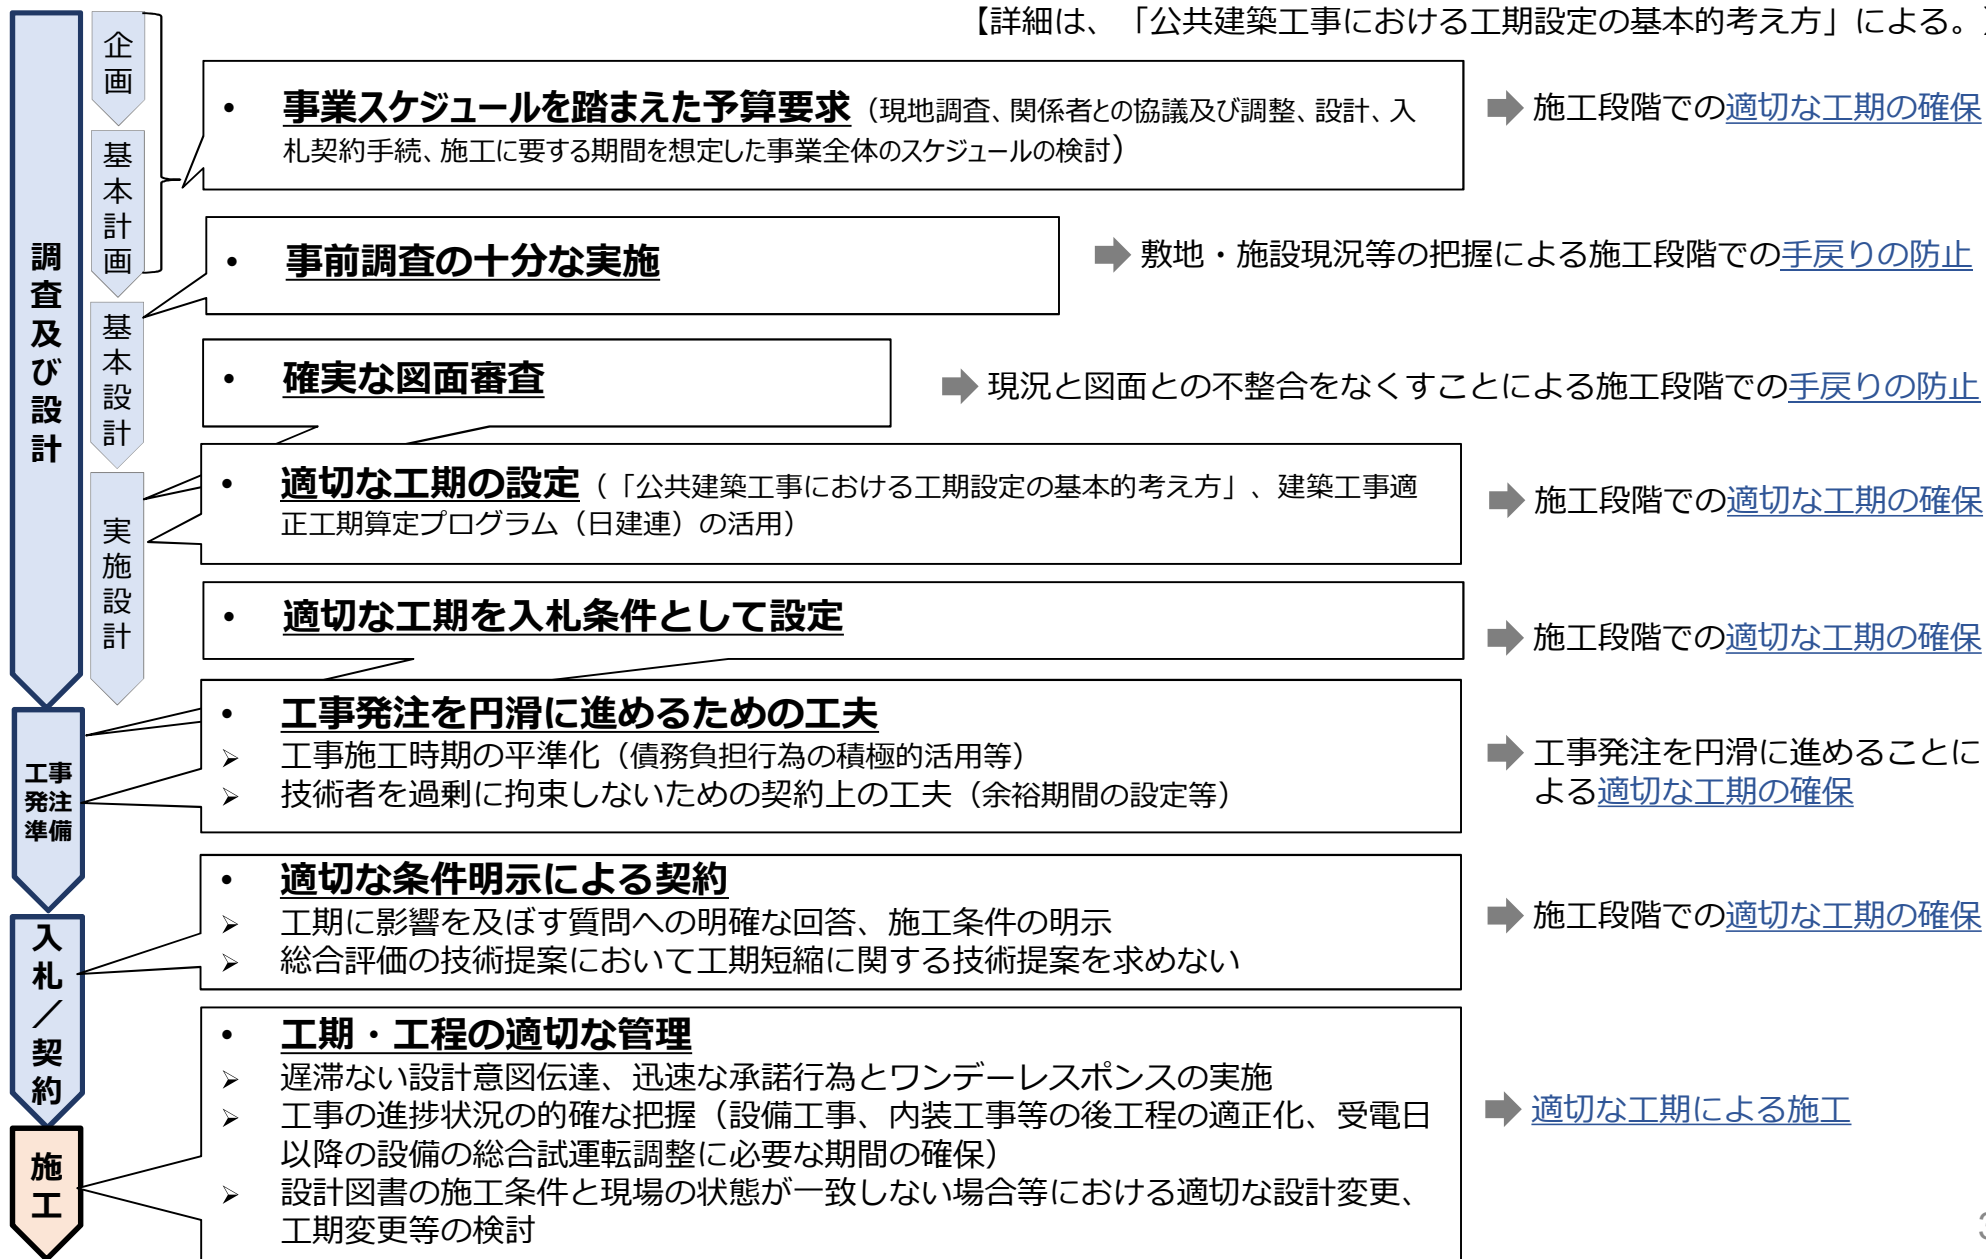 【詳細は、「公共建築工事における工期設定の基本的考え方」による。】
調査及び設計
企画
基本計画
基本設計
実施設計
工事
発注
準備
入札／契約
施工
• 事業スケジュールを踏まえた予算要求（現地調査、関係者との協議及び調整、設計、入
札契約手続、施工に要する期間を想定した事業全体のスケジュールの検討）
施工段階での適切な工期の確保
• 事前調査の十分な実施
敷地・施設現況等の把握による施工段階での手戻りの防止
• 確実な図面審査
現況と図面との不整合をなくすことによる施工段階での手戻りの防止
• 適切な工期の設定（「公共建築工事における工期設定の基本的考え方」、建築工事適
正工期算定プログラム（日建連）の活用）
施工段階での適切な工期の確保
• 適切な工期を入札条件として設定
施工段階での適切な工期の確保
• 工事発注を円滑に進めるための工夫
➢ 工事施工時期の平準化（債務負担行為の積極的活用等）
➢ 技術者を過剰に拘束しないための契約上の工夫（余裕期間の設定等）
工事発注を円滑に進めることに
よる適切な工期の確保
• 適切な条件明示による契約
➢ 工期に影響を及ぼす質問への明確な回答、施工条件の明示
➢ 総合評価の技術提案において工期短縮に関する技術提案を求めない
施工段階での適切な工期の確保
• 工期・工程の適切な管理
➢ 遅滞ない設計意図伝達、迅速な承諾行為とワンデーレスポンスの実施
➢ 工事の進捗状況の的確な把握（設備工事、内装工事等の後工程の適正化、受電日
以降の設備の総合試運転調整に必要な期間の確保）
➢ 設計図書の施工条件と現場の状態が一致しない場合等における適切な設計変更、
工期変更等の検討
適切な工期による施工